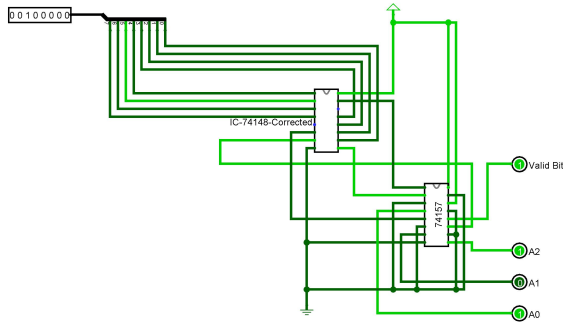 00100000
IC-74148-Corrected
74157
1 Valid Bit
1 A2
0 A1
1 A0